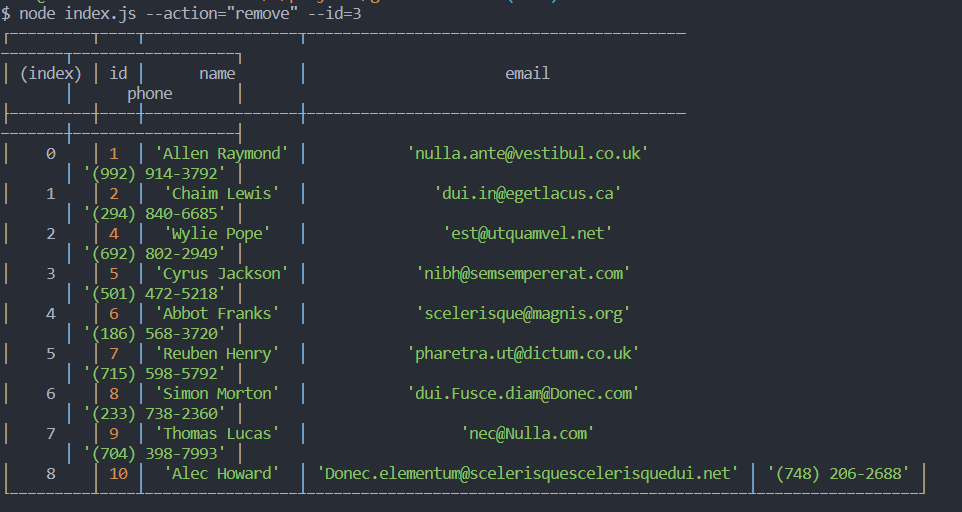 $ node index.js --action="remove" --id=3
(index) │ id │ name │ email
│ phone │
│ 0 │ 1 │ 'Allen Raymond' │ 'nulla.ante@vestibul.co.uk'
│ '(992) 914-3792' │
│ 1 │ 2 │ 'Chaim Lewis' │ 'dui.in@egetlacus.ca'
│ '(294) 840-6685' │
│ 2 │ 4 │ 'Wylie Pope' │ 'est@utquamvel.net'
│ '(692) 802-2949' │
│ 3 │ 5 │ 'Cyrus Jackson' │ 'nibh@semsempererat.com'
│ '(501) 472-5218' │
│ 4 │ 6 │ 'Abbot Franks' │ 'scelerisque@magnis.org'
│ '(186) 568-3720' │
│ 5 │ 7 │ 'Reuben Henry' │ 'pharetra.ut@dictum.co.uk'
│ '(715) 598-5792' │
│ 6 │ 8 │ 'Simon Morton' │ 'dui.Fusce.diam@Donec.com'
│ '(233) 738-2360' │
│ 7 │ 9 │ 'Thomas Lucas' │ 'nec@Nulla.com'
│ '(704) 398-7993' │
│ 8 │ 10 │ 'Alec Howard' │ 'Donec.elementum@scelerisquescelerisquedui.net' │ '(748) 206-2688' │